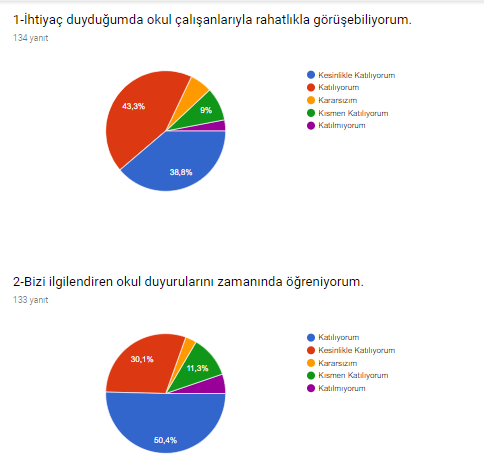 1-İhtiyaç duyduğumda okul çalışanlarıyla rahatlıkla görüşebiliyorum.
134 yanıt
43,3%
9%
38,8%
Kesinlikle Katılıyorum
Katılıyorum
Kararsızım
Kısmen Katılıyorum
Katılmıyorum
2-Bizi ilgilendiren okul duyurularını zamanında öğreniyorum.
133 yanıt
30,1%
11,3%
50,4%
Katılıyorum
Kesinlikle Katılıyorum
Kararsızım
Kısmen Katılıyorum
Katılmıyorum